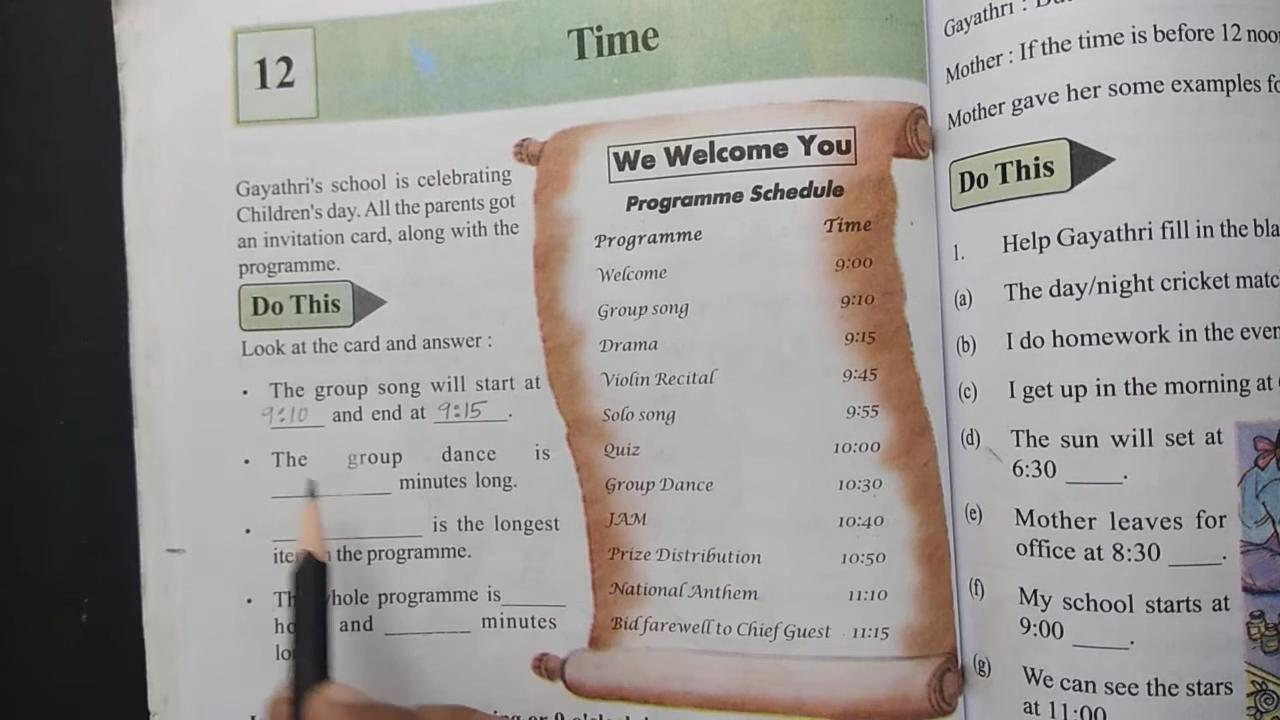 12
Time
Gayathri's school is celebrating
Children's day. All the parents got
an invitation card, along with the
programme.
Do This
Look at the card and answer :
• The group song will start at
9:10 and end at 9:15.
• The group dance is
________ minutes long.
• ________ is the longest
the programme.
• programme is____
and ______ minutes
We Welcome You
Programme Schedule
Programme Time
Welcome 9:00
Group song 9:10
Drama 9:15
Violin Recital 9:45
Solo song 9:55
Quiz 10:00
Group Dance 10:30
JAM 10:40
Prize Distribution 10:50
National Anthem 11:10
Bid farewell to Chief Guest 11:15
Gayathri :
Mother : If the time is before 12
Mother gave her some examples
Do This
1. Help Gayathri fill in the
(a) The day/night cricket
(b) I do homework in the
(c) I get up in the morning at
(d) The sun will set at
6:30 ____.
(e) Mother leaves for
office at 8:30 ____.
(f) My school starts at
9:00 ____.
(g) We can see the stars
at 11:00